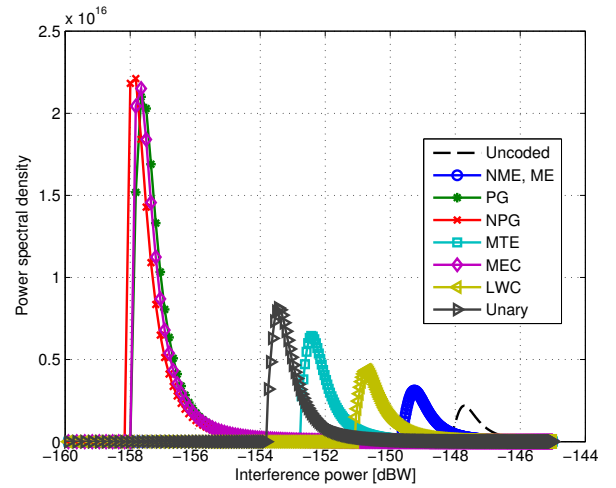 x 10^16
2.5
2
1.5
1
0.5
0
Power spectral density
Uncoded
NME, ME
PG
NPG
MTE
MEC
LWC
Unary
−160 −158 −156 −154 −152 −150 −148 −146 −144
Interference power [dBW]